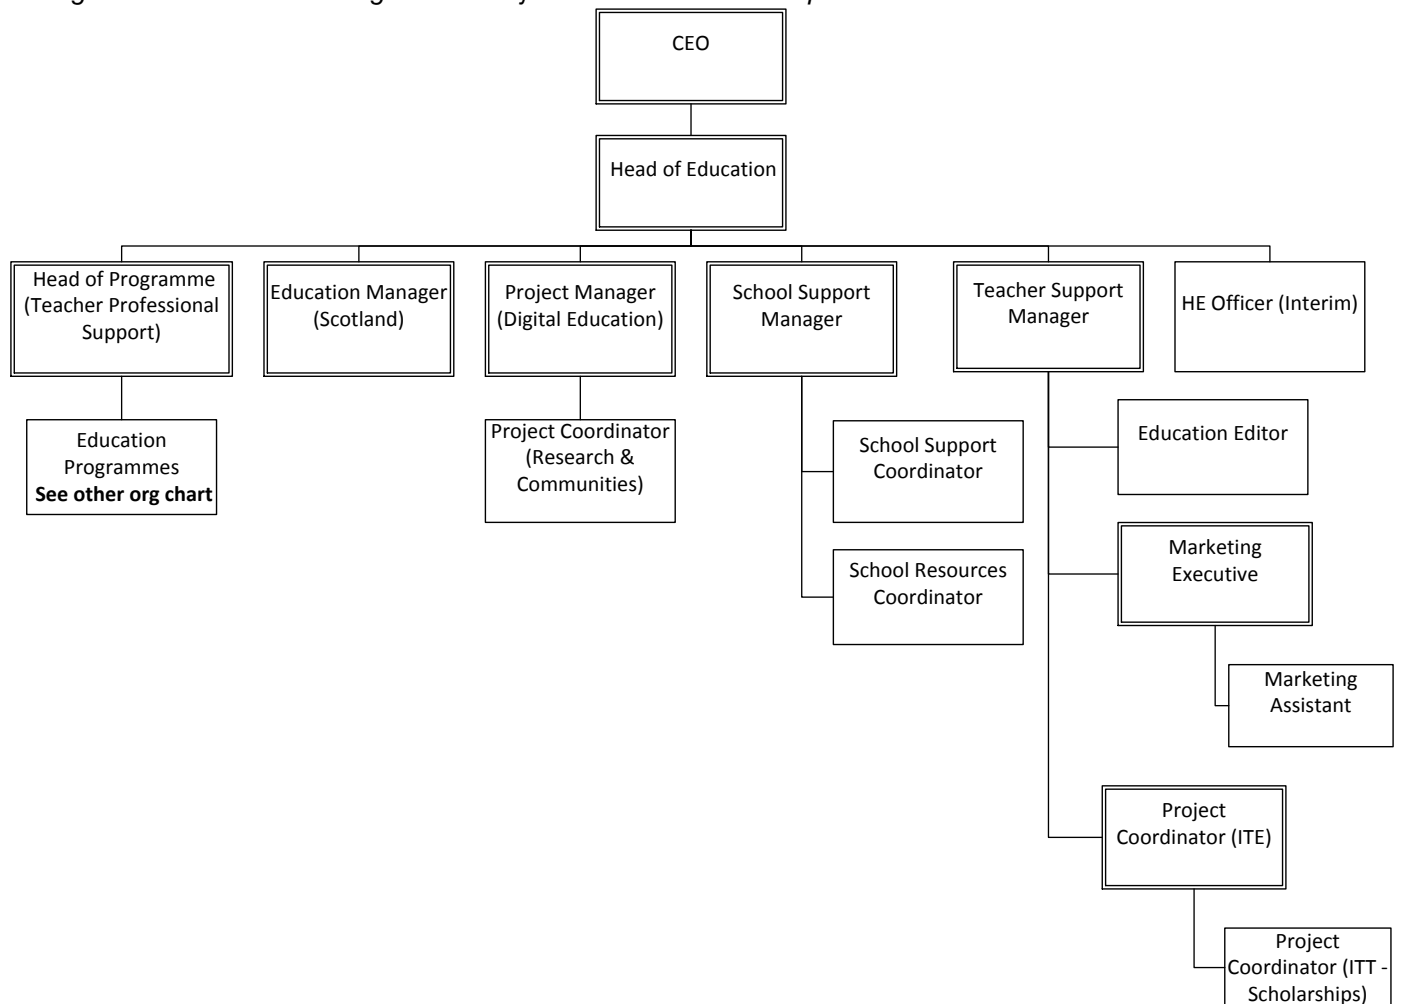 CEO
Head of Education
Head of Programme
(Teacher Professional
Support)
Education Manager
(Scotland)
Project Manager
(Digital Education)
School Support
Manager
Teacher Support
Manager
HE Officer (Interim)
Education
Programmes
See other org chart
Project Coordinator
(Research &
Communities)
School Support
Coordinator
School Resources
Coordinator
Education Editor
Marketing
Executive
Marketing
Assistant
Project
Coordinator (ITE)
Project
Coordinator (ITT -
Scholarships)